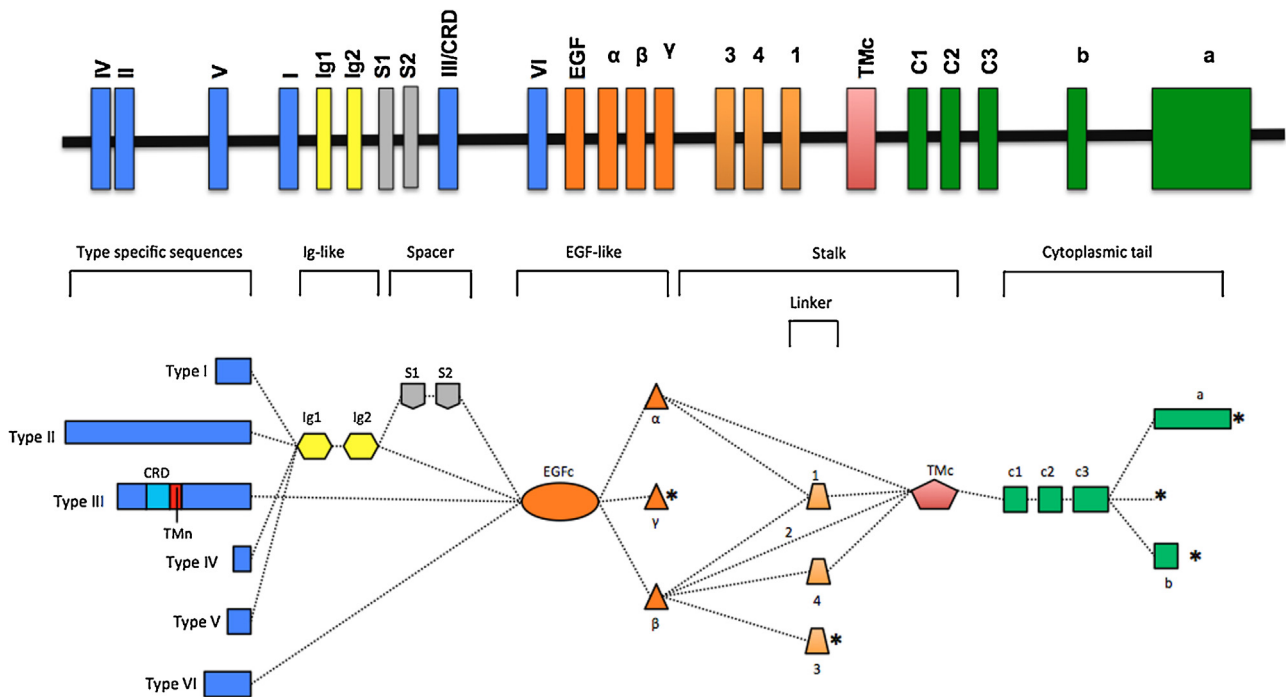 IV II V I Ig1 Ig2 S1 S2 III/CRD VI EGF α β γ 3 4 1 TMc C1 C2 C3 b a
Type specific sequences Ig-like Spacer EGF-like Stalk Cytoplasmic tail
Linker
Type I
S1 S2
a
*
Ig1 Ig2
α
Type II
CRD
EGFc
1
TMc
c1 c2 c3
Type III
*
*
TMn
γ
2
Type IV
*
4
b
Type V
β
*
3
Type VI